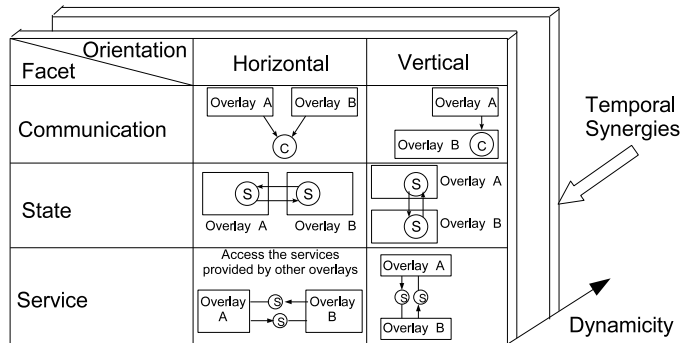 Orientation
Facet
Horizontal
Vertical
Communication
Overlay A
Overlay B
C
Overlay A
Overlay B
C
State
S
S
Overlay A
Overlay B
S
Overlay A
S
Overlay B
Service
Access the services
provided by other overlays
Overlay
A
S
S
Overlay
B
Overlay A
S
S
Overlay B
Temporal
Synergies
Dynamicity